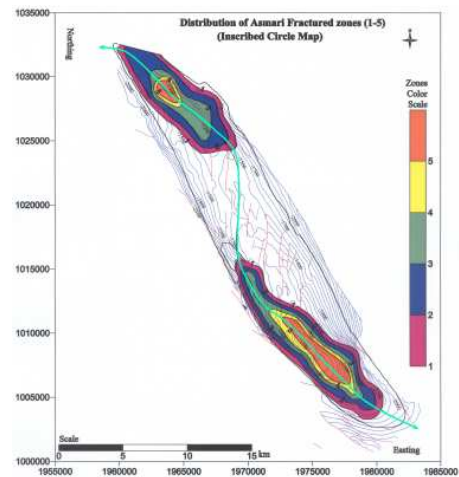 Distribution of Asmari Fractured zones (1-5)
(Inscribed Circle Map)
Northing
1035000
1030000
1025000
1020000
1015000
1010000
1005000
1000000
Zones
Color
Scale
5
4
3
2
1
Scale
0
5
10
15
km
Easting
1955000
1960000
1965000
1970000
1975000
1980000
1985000